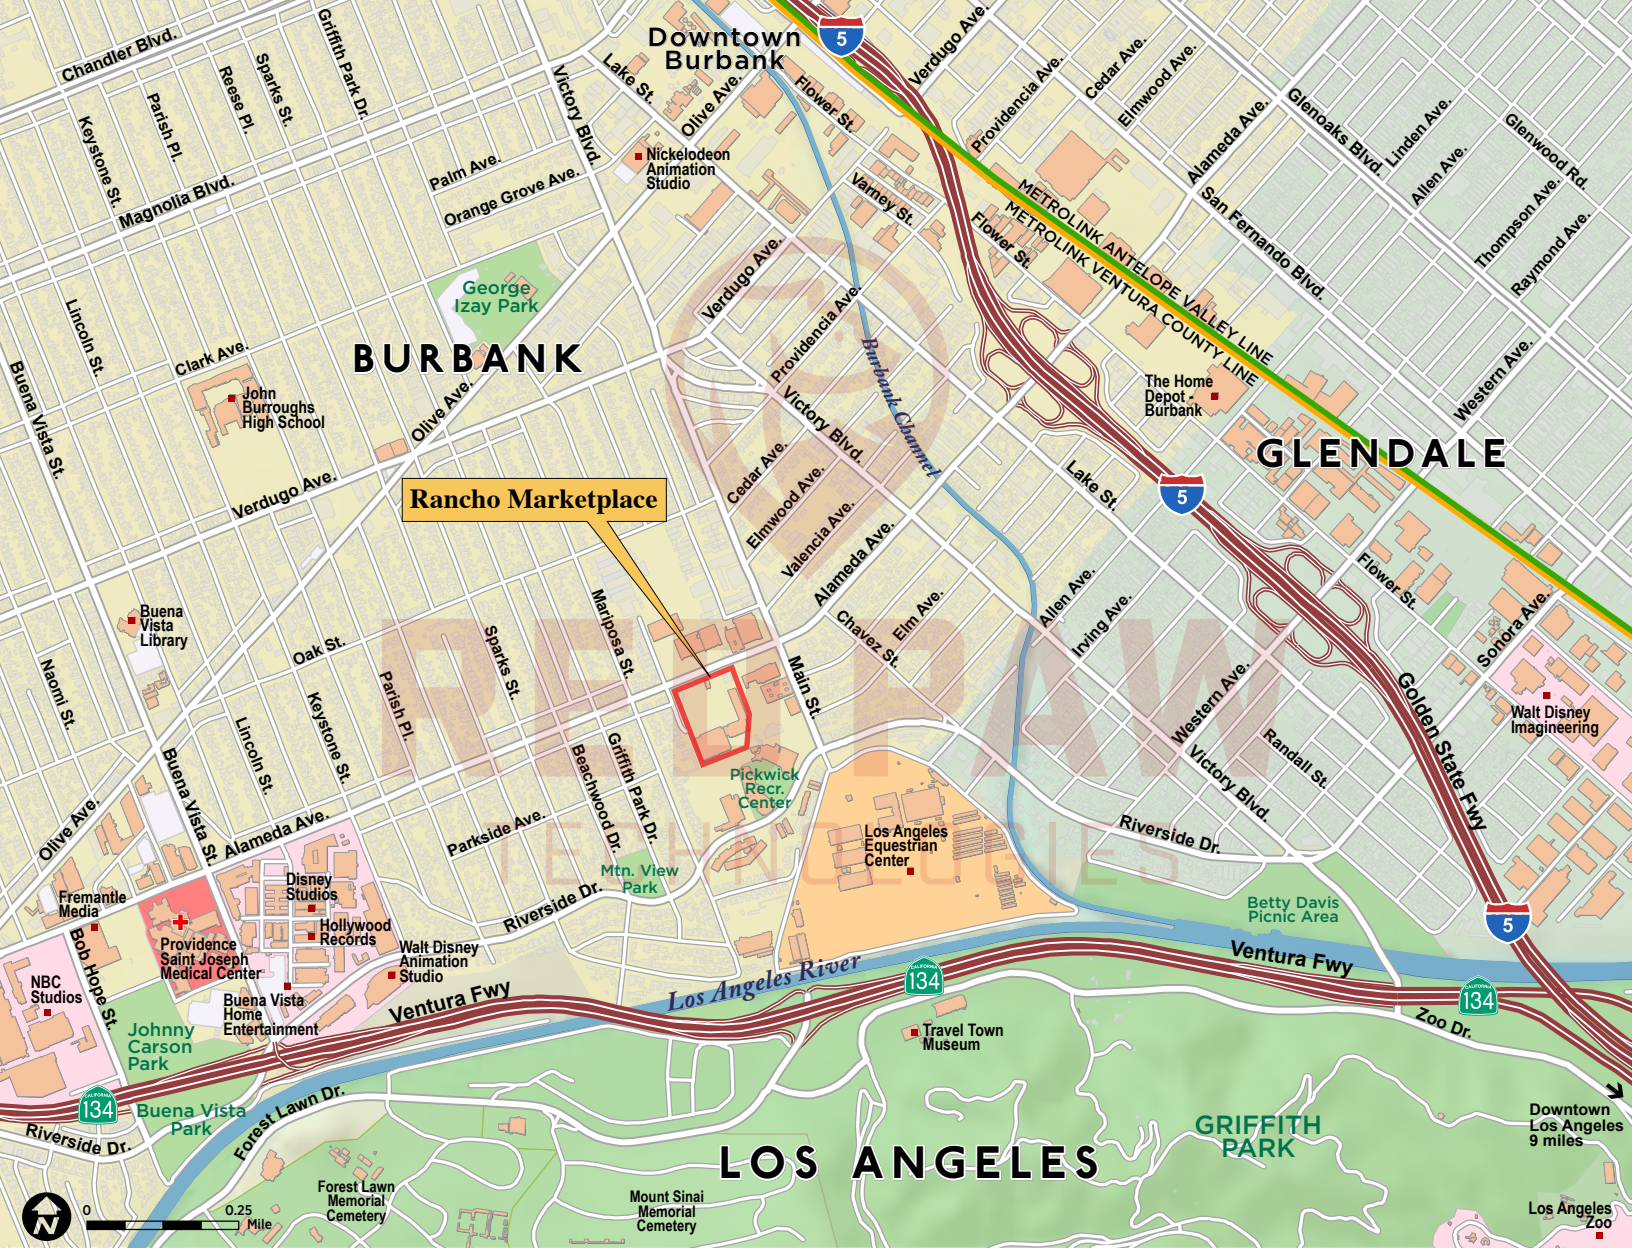 Downtown
Burbank
5
Verdugo Ave.
Cedar Ave.
Elmwood Ave.
Chandler Blvd.
Griffith Park Dr.
Sparks St.
Reese Pl.
Parish Pl.
Keystone St.
Victory Blvd.
Lake St.
Olive Ave.
Flower St.
Providencia Ave.
Alameda Ave.
Glenoaks Blvd.
Linden Ave.
Glenwood Rd.
Allen Ave.
Thompson Ave.
Raymond Ave.
Nickelodeon
Animation
Studio
Palm Ave.
Orange Grove Ave.
Magnolia Blvd.
Varney St.
Flower St.
METROLINK ANTELOPE VALLEY LINE
METROLINK VENTURA COUNTY LINE
San Fernando Blvd.
Verdugo Ave.
George
Izay Park
Lincoln St.
Clark Ave.
BURBANK
Providencia Ave.
Burbank Channel
Buena Vista St.
John
Burroughs
High School
Olive Ave.
Victory Blvd.
The Home
Depot -
Burbank
Western Ave.
GLENDALE
Cedar Ave.
Elmwood Ave.
Valencia Ave.
Alameda Ave.
Verdugo Ave.
Rancho Marketplace
Lake St.
5
Flower St.
Sonora Ave.
Buena
Vista
Library
Mariposa St.
Chavez St.
Elm Ave.
Allen Ave.
Irving Ave.
Oak St.
Sparks St.
Naomi St.
Parish Pl.
Keystone St.
Lincoln St.
Main St.
RED PAW
TECHNOLOGIES
Western Ave.
Golden State Fwy
Walt Disney
Imagineering
Buena Vista St.
Beachwood Dr.
Griffith Park Dr.
Pickwick
Recr.
Center
Victory Blvd.
Randall St.
Olive Ave.
Alameda Ave.
Parkside Ave.
Riverside Dr.
Los Angeles
Equestrian
Center
Mtn. View
Park
Riverside Dr.
Disney
Studios
Fremantle
Media
Hollywood
Records
Betty Davis
Picnic Area
5
Bob Hope St.
Providence
Saint Joseph
Medical Center
Walt Disney
Animation
Studio
Ventura Fwy
Los Angeles River
Ventura Fwy
NBC
Studios
Buena Vista
Home
Entertainment
CALIFORNIA
134
CALIFORNIA
134
Zoo Dr.
Johnny
Carson
Park
Travel Town
Museum
CALIFORNIA
134
Buena Vista
Park
Forest Lawn Dr.
Riverside Dr.
GRIFFITH
PARK
Downtown
Los Angeles
9 miles
LOS ANGELES
Forest Lawn
Memorial
Cemetery
Mount Sinai
Memorial
Cemetery
Los Angeles
Zoo
N
0
0.25
Mile